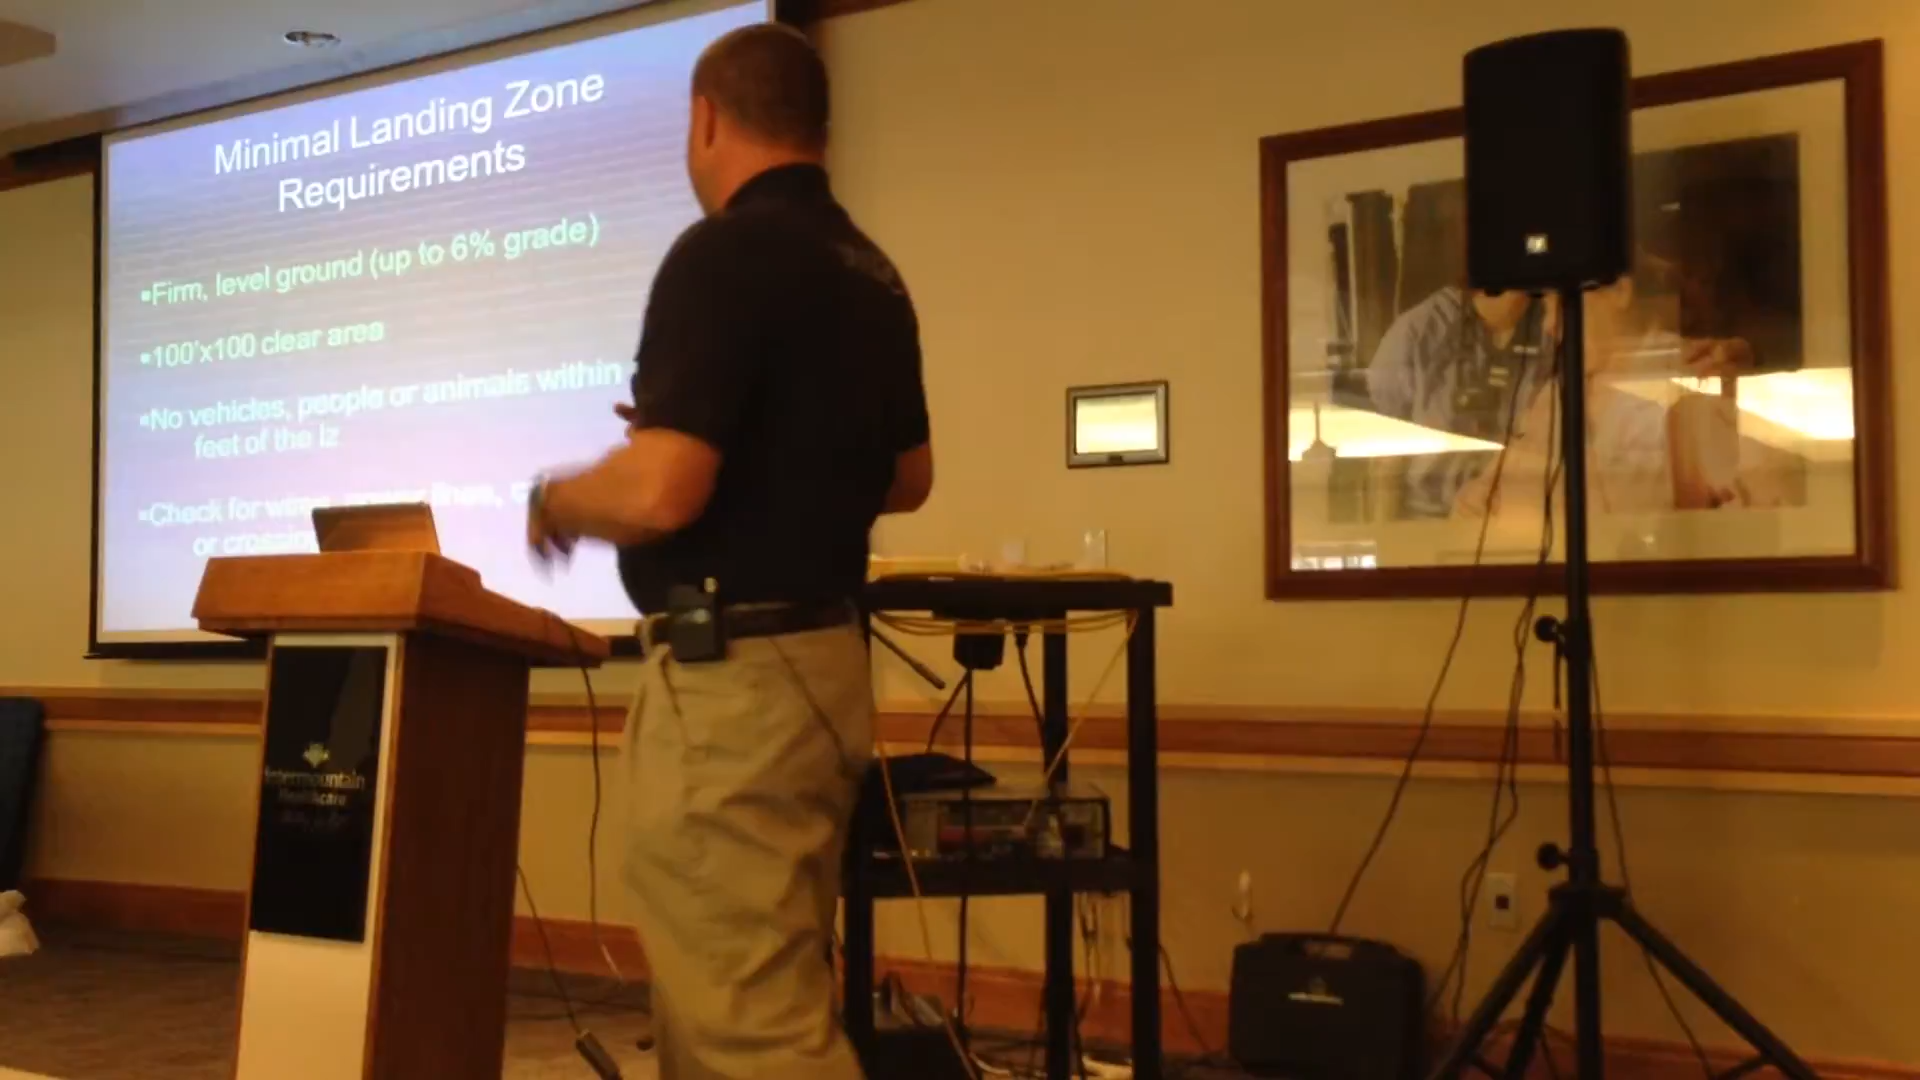 Minimal Landing Zone
Requirements
▪Firm, level ground (up to 6% grade)
▪100'x100 clear area
▪No vehicles, people or animals within
feet of the lz
▪Check for lines,
or
Intermountain
Healthcare